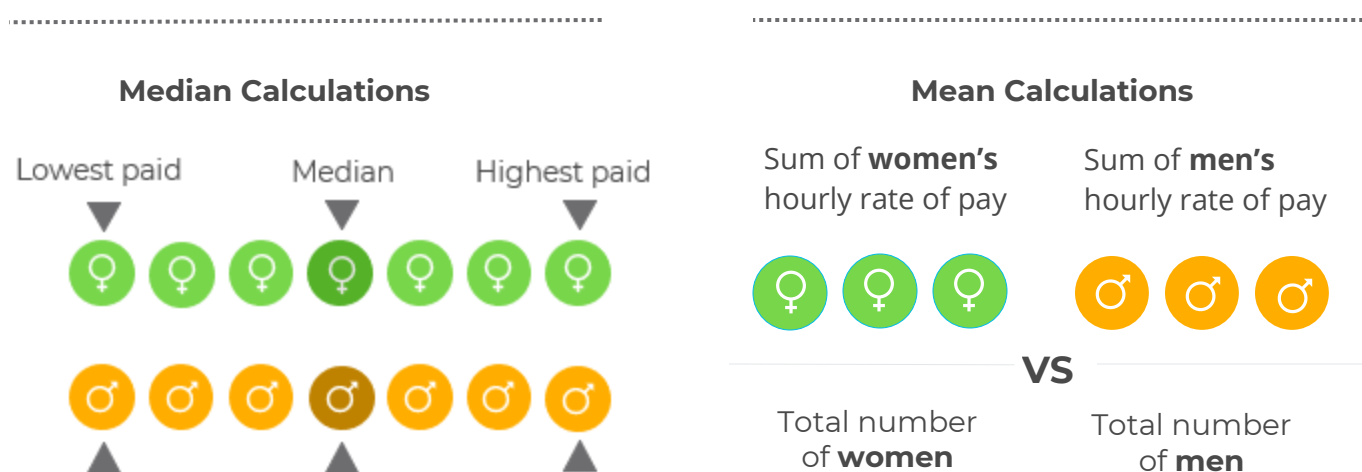 Median Calculations
Lowest paid
Median
Highest paid
Mean Calculations
Sum of women's
hourly rate of pay
Sum of men's
hourly rate of pay
VS
Total number
of women
Total number
of men